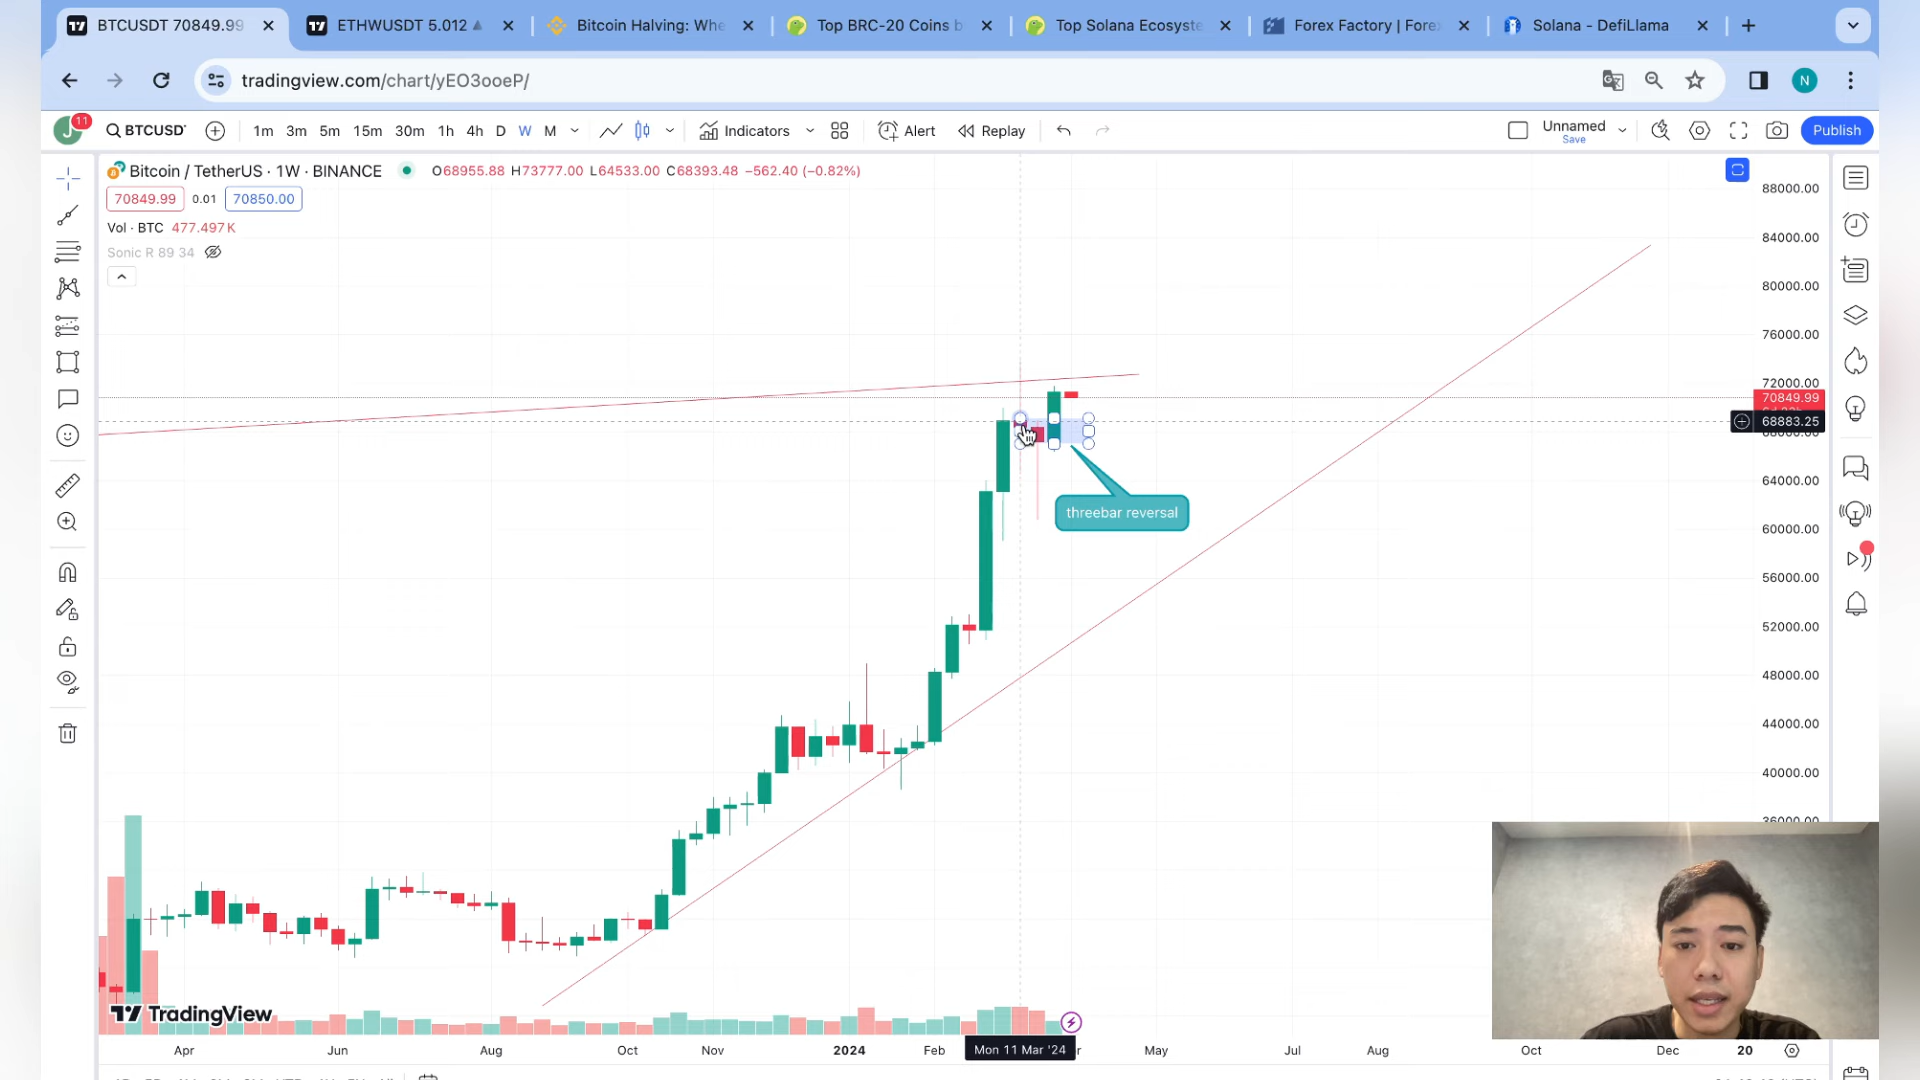 BTCUSDT 70849.99
ETHWUSDT 5.012
Bitcoin Halving: Whe
Top BRC-20 Coins b
Top Solana Ecosyste
Forex Factory | Fore
Solana - DefiLlama
tradingview.com/chart/yEO3ooeP/
N
J 11
BTCUSD
1m 3m 5m 15m 30m 1h 4h D W M
Indicators
Alert
Replay
Unnamed
Save
Publish
Bitcoin / TetherUS · 1W · BINANCE
O68955.88 H73777.00 L64533.00 C68393.48 −562.40 (−0.82%)
70849.99 0.01 70850.00
Vol · BTC 477.497K
Sonic R 89 34
88000.00
84000.00
80000.00
76000.00
72000.00
70849.99
68883.25
64000.00
60000.00
56000.00
52000.00
48000.00
44000.00
40000.00
36000.00
threebar reversal
TradingView
Apr Jun Aug Oct Nov 2024 Feb Mon 11 Mar '24 May Jul Aug Oct Dec 20